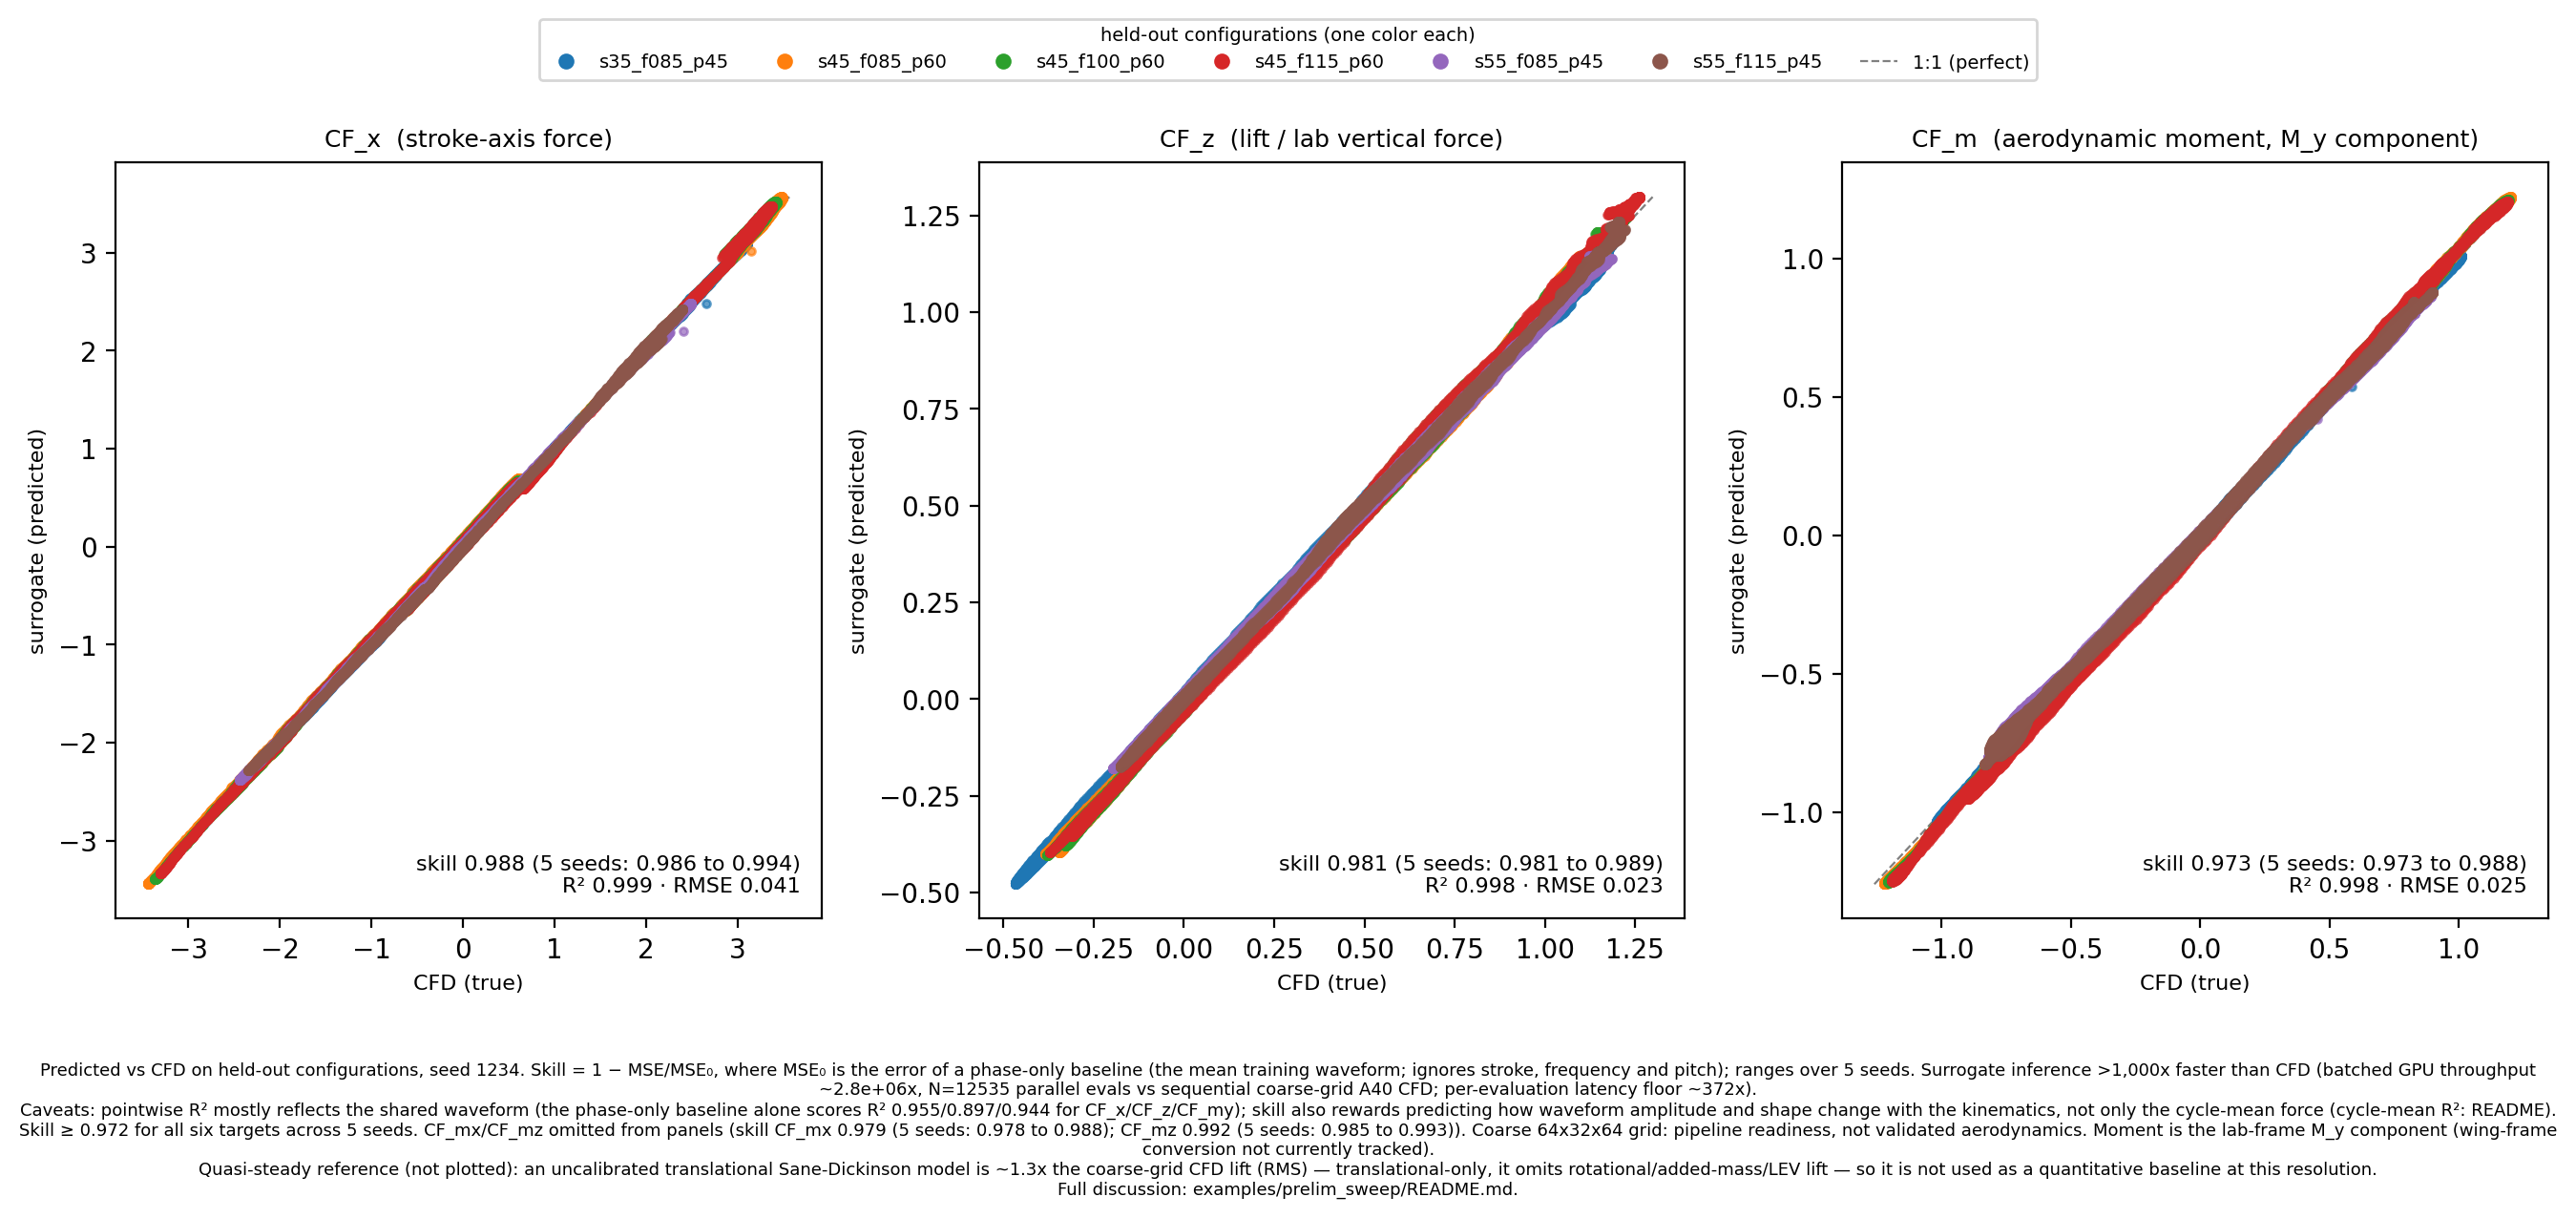 held-out configurations (one color each)
s35_f085_p45 s45_f085_p60 s45_f100_p60 s45_f115_p60 s55_f085_p45 s55_f115_p45 1:1 (perfect)
CF_x (stroke-axis force)
surrogate (predicted)
3
2
1
0
−1
−2
−3
skill 0.988 (5 seeds: 0.986 to 0.994)
R² 0.999 · RMSE 0.041
−3 −2 −1 0 1 2 3
CFD (true)
CF_z (lift / lab vertical force)
surrogate (predicted)
1.25
1.00
0.75
0.50
0.25
0.00
−0.25
−0.50
skill 0.981 (5 seeds: 0.981 to 0.989)
R² 0.998 · RMSE 0.023
−0.50 −0.25 0.00 0.25 0.50 0.75 1.00 1.25
CFD (true)
CF_m (aerodynamic moment, M_y component)
surrogate (predicted)
1.0
0.5
0.0
−0.5
−1.0
skill 0.973 (5 seeds: 0.973 to 0.988)
R² 0.998 · RMSE 0.025
−1.0 −0.5 0.0 0.5 1.0
CFD (true)
Predicted vs CFD on held-out configurations, seed 1234. Skill = 1 − MSE/MSE₀, where MSE₀ is the error of a phase-only baseline (the mean training waveform; ignores stroke, frequency and pitch); ranges over 5 seeds. Surrogate inference >1,000x faster than CFD (batched GPU throughput
~2.8e+06x, N=12535 parallel evals vs sequential coarse-grid A40 CFD; per-evaluation latency floor ~372x).
Caveats: pointwise R² mostly reflects the shared waveform (the phase-only baseline alone scores R² 0.955/0.897/0.944 for CF_x/CF_z/CF_my); skill also rewards predicting how waveform amplitude and shape change with the kinematics, not only the cycle-mean force (cycle-mean R²: README).
Skill ≥ 0.972 for all six targets across 5 seeds. CF_mx/CF_mz omitted from panels (skill CF_mx 0.979 (5 seeds: 0.978 to 0.988); CF_mz 0.992 (5 seeds: 0.985 to 0.993)). Coarse 64x32x64 grid: pipeline readiness, not validated aerodynamics. Moment is the lab-frame M_y component (wing-frame
conversion not currently tracked).
Quasi-steady reference (not plotted): an uncalibrated translational Sane-Dickinson model is ~1.3x the coarse-grid CFD lift (RMS) — translational-only, it omits rotational/added-mass/LEV lift — so it is not used as a quantitative baseline at this resolution.
Full discussion: examples/prelim_sweep/README.md.